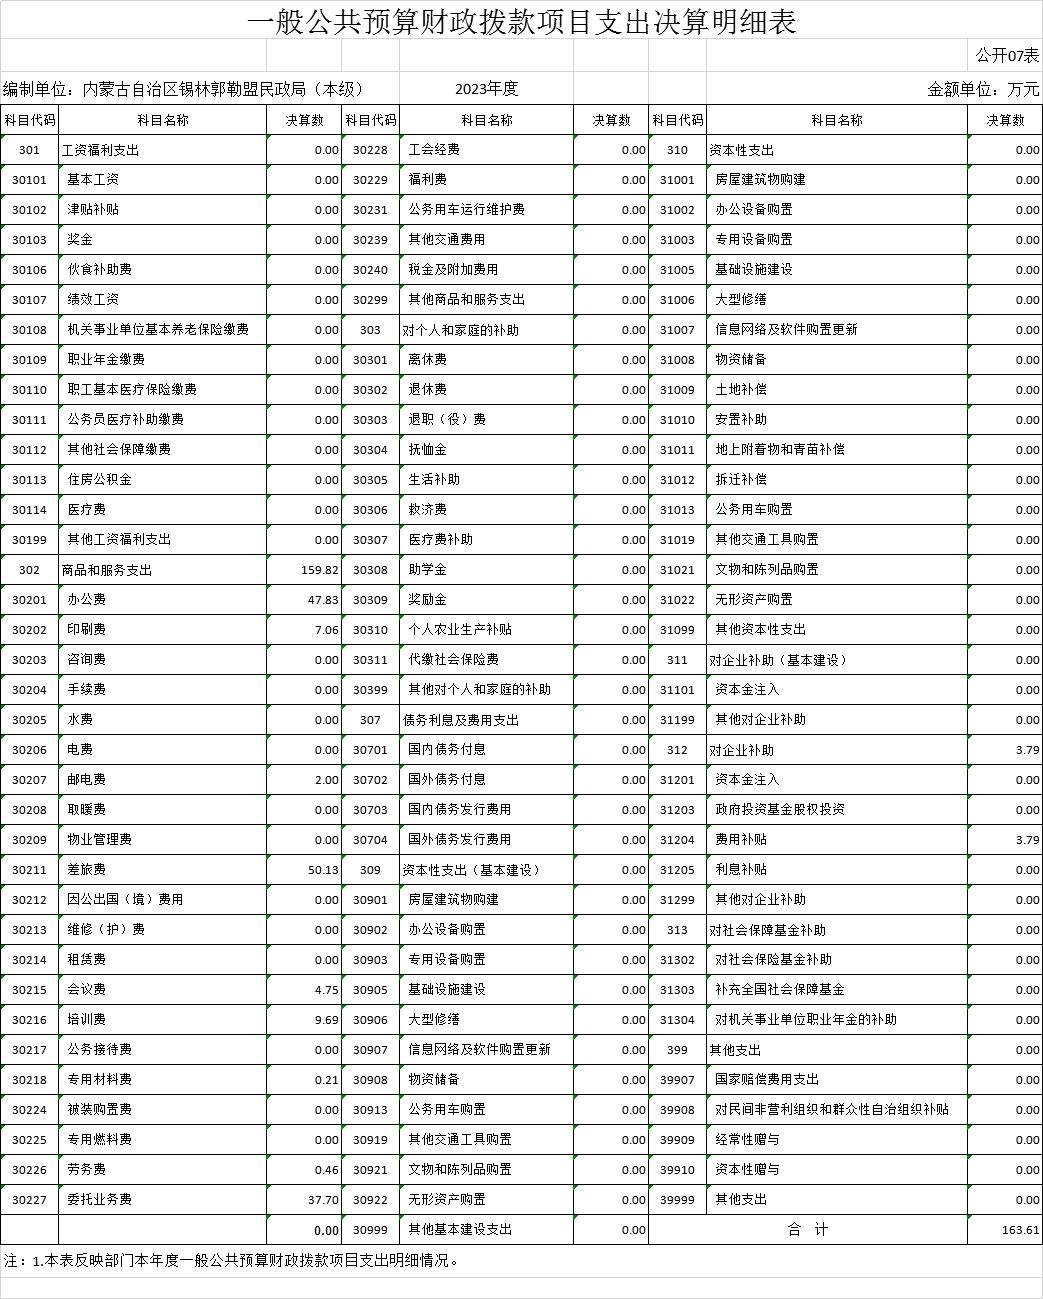 一般公共预算财政拨款项目支出决算明细表
公开07表
编制单位：内蒙古自治区锡林郭勒盟民政局（本级） 2023年度 金额单位：万元
科目代码 科目名称 决算数 科目代码 科目名称 决算数 科目代码 科目名称 决算数
301 工资福利支出 0.00 30228 工会经费 0.00 310 资本性支出 0.00
30101 基本工资 0.00 30229 福利费 0.00 31001 房屋建筑物购建 0.00
30102 津贴补贴 0.00 30231 公务用车运行维护费 0.00 31002 办公设备购置 0.00
30103 奖金 0.00 30239 其他交通费用 0.00 31003 专用设备购置 0.00
30106 伙食补助费 0.00 30240 税金及附加费用 0.00 31005 基础设施建设 0.00
30107 绩效工资 0.00 30299 其他商品和服务支出 0.00 31006 大型修缮 0.00
30108 机关事业单位基本养老保险缴费 0.00 303 对个人和家庭的补助 0.00 31007 信息网络及软件购置更新 0.00
30109 职业年金缴费 0.00 30301 离休费 0.00 31008 物资储备 0.00
30110 职工基本医疗保险缴费 0.00 30302 退休费 0.00 31009 土地补偿 0.00
30111 公务员医疗补助缴费 0.00 30303 退职（役）费 0.00 31010 安置补助 0.00
30112 其他社会保障缴费 0.00 30304 抚恤金 0.00 31011 地上附着物和青苗补偿 0.00
30113 住房公积金 0.00 30305 生活补助 0.00 31012 拆迁补偿 0.00
30114 医疗费 0.00 30306 救济费 0.00 31013 公务用车购置 0.00
30199 其他工资福利支出 0.00 30307 医疗费补助 0.00 31019 其他交通工具购置 0.00
302 商品和服务支出 159.82 30308 助学金 0.00 31021 文物和陈列品购置 0.00
30201 办公费 47.83 30309 奖励金 0.00 31022 无形资产购置 0.00
30202 印刷费 7.06 30310 个人农业生产补贴 0.00 31099 其他资本性支出 0.00
30203 咨询费 0.00 30311 代缴社会保险费 0.00 311 对企业补助（基本建设） 0.00
30204 手续费 0.00 30399 其他对个人和家庭的补助 0.00 31101 资本金注入 0.00
30205 水费 0.00 307 债务利息及费用支出 0.00 31199 其他对企业补助 0.00
30206 电费 0.00 30701 国内债务付息 0.00 312 对企业补助 3.79
30207 邮电费 2.00 30702 国外债务付息 0.00 31201 资本金注入 0.00
30208 取暖费 0.00 30703 国内债务发行费用 0.00 31203 政府投资基金股权投资 0.00
30209 物业管理费 0.00 30704 国外债务发行费用 0.00 31204 费用补贴 3.79
30211 差旅费 50.13 309 资本性支出（基本建设） 0.00 31205 利息补贴 0.00
30212 因公出国（境）费用 0.00 30901 房屋建筑物购建 0.00 31299 其他对企业补助 0.00
30213 维修（护）费 0.00 30902 办公设备购置 0.00 313 对社会保障基金补助 0.00
30214 租赁费 0.00 30903 专用设备购置 0.00 31302 对社会保险基金补助 0.00
30215 会议费 4.75 30905 基础设施建设 0.00 31303 补充全国社会保障基金 0.00
30216 培训费 9.69 30906 大型修缮 0.00 31304 对机关事业单位职业年金的补助 0.00
30217 公务接待费 0.00 30907 信息网络及软件购置更新 0.00 399 其他支出 0.00
30218 专用材料费 0.21 30908 物资储备 0.00 39907 国家赔偿费用支出 0.00
30224 被装购置费 0.00 30913 公务用车购置 0.00 39908 对民间非营利组织和群众性自治组织补贴 0.00
30225 专用燃料费 0.00 30919 其他交通工具购置 0.00 39909 经常性赠与 0.00
30226 劳务费 0.46 30921 文物和陈列品购置 0.00 39910 资本性赠与 0.00
30227 委托业务费 37.70 30922 无形资产购置 0.00 39999 其他支出 0.00
0.00 30999 其他基本建设支出 0.00 合 计 163.61
注：1.本表反映部门本年度一般公共预算财政拨款项目支出明细情况。